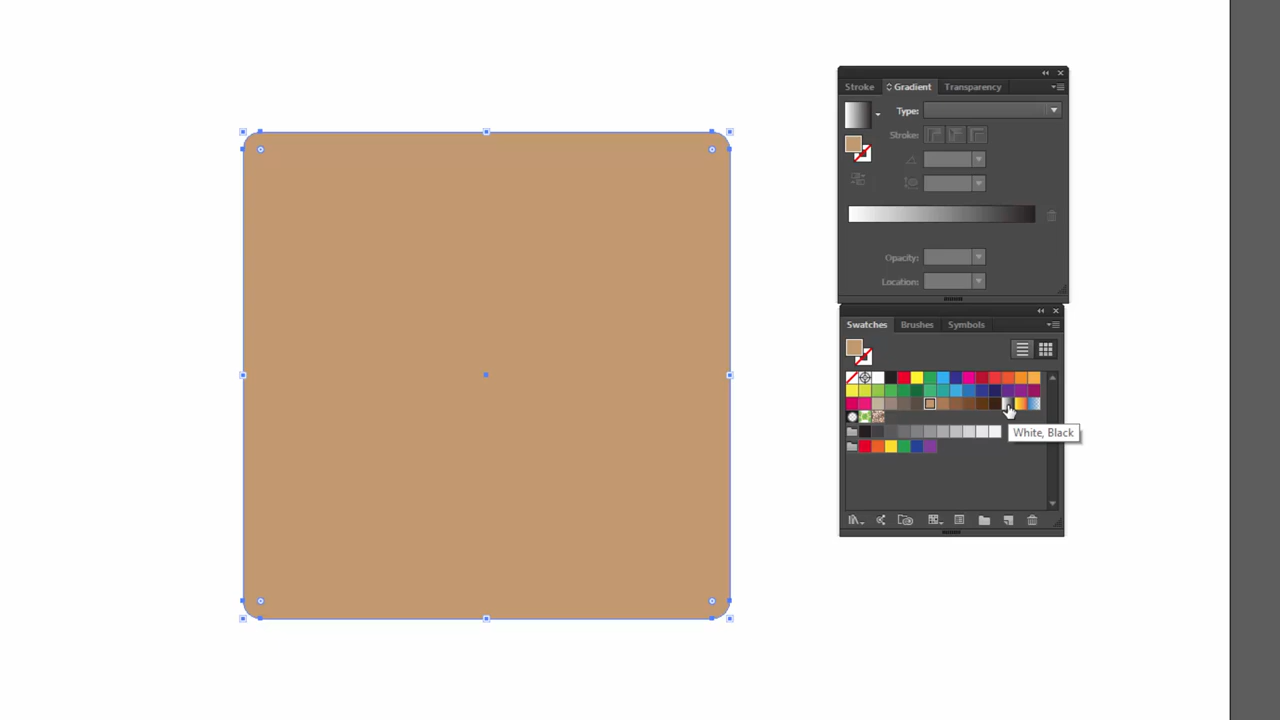 Stroke Gradient Transparency
Type:
Stroke:
Opacity:
Location:
Swatches Brushes Symbols
White, Black